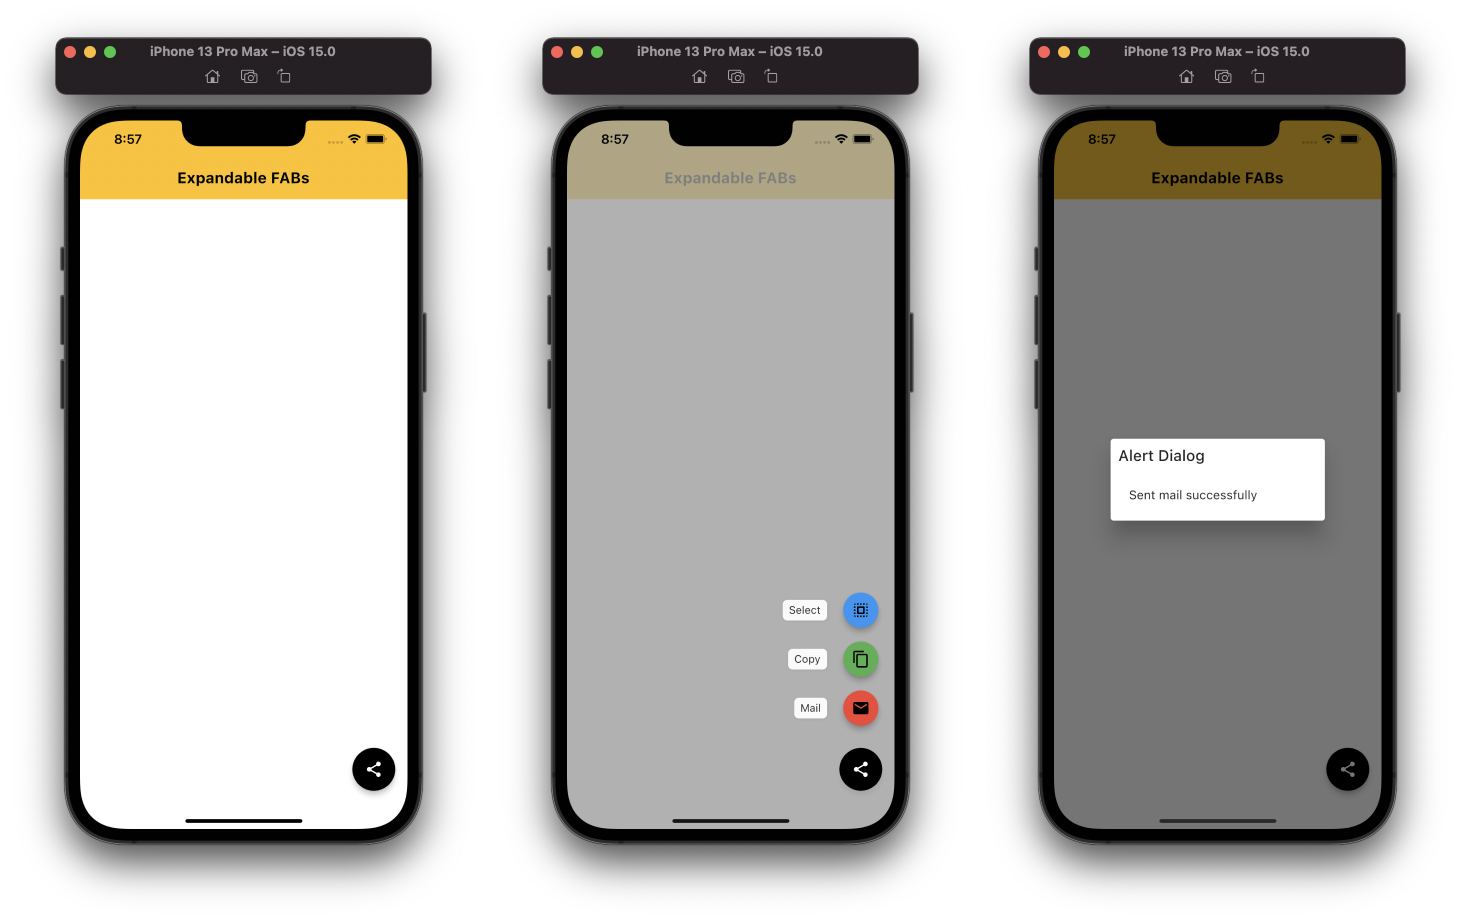 iPhone 13 Pro Max – iOS 15.0
8:57
Expandable FABs
iPhone 13 Pro Max – iOS 15.0
8:57
Expandable FABs
Select
Copy
Mail
iPhone 13 Pro Max – iOS 15.0
8:57
Expandable FABs
Alert Dialog
Sent mail successfully